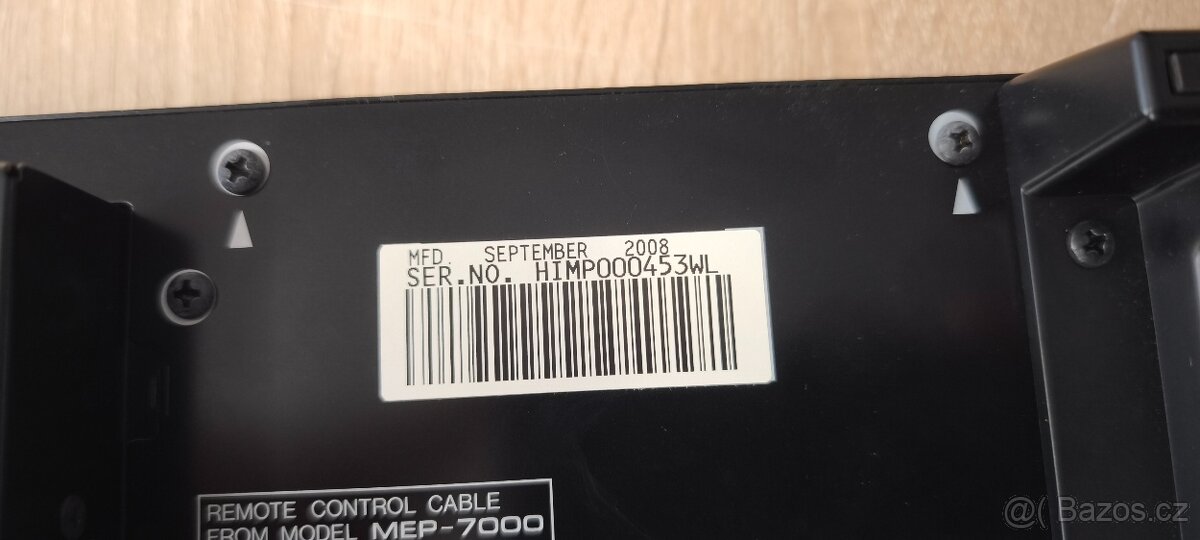 MFD. SEPTEMBER 2008
SER.NO. HIMP000453WL
REMOTE CONTROL CABLE
FROM MODEL MEP-7000
@( Bazos.cz